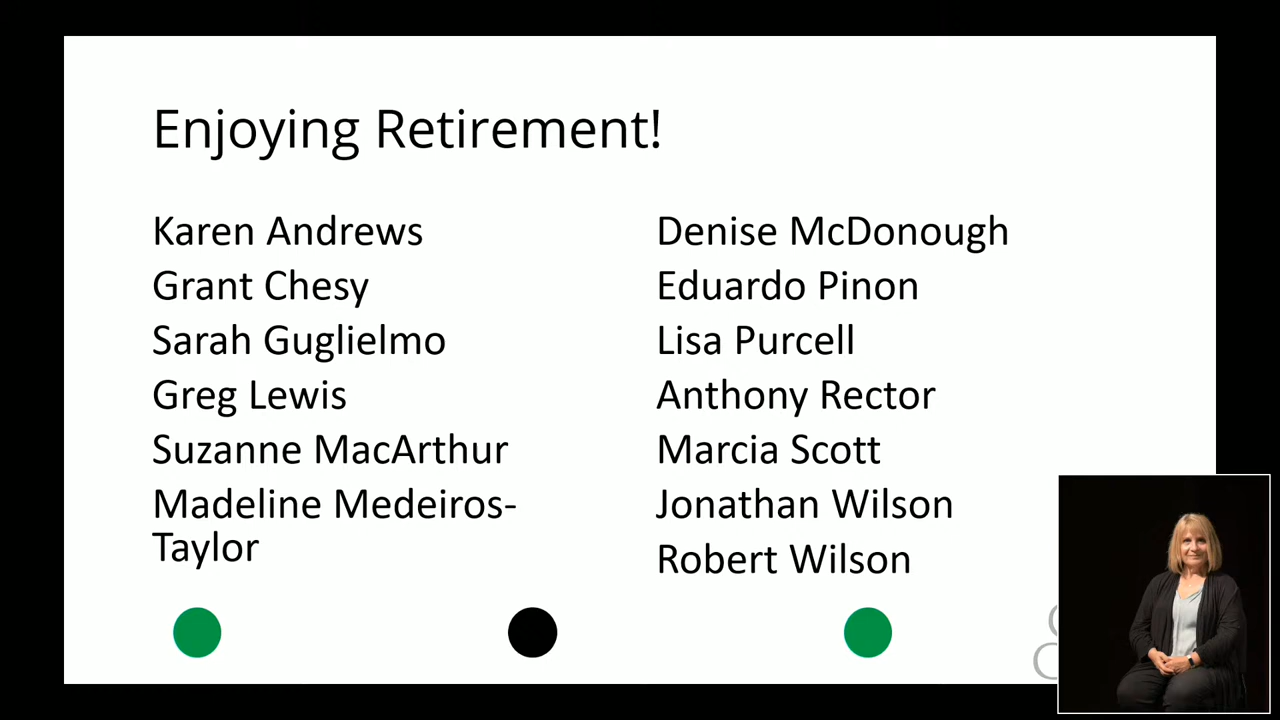 Enjoying Retirement!
Karen Andrews
Grant Chesy
Sarah Guglielmo
Greg Lewis
Suzanne MacArthur
Madeline Medeiros-
Taylor
Denise McDonough
Eduardo Pinon
Lisa Purcell
Anthony Rector
Marcia Scott
Jonathan Wilson
Robert Wilson